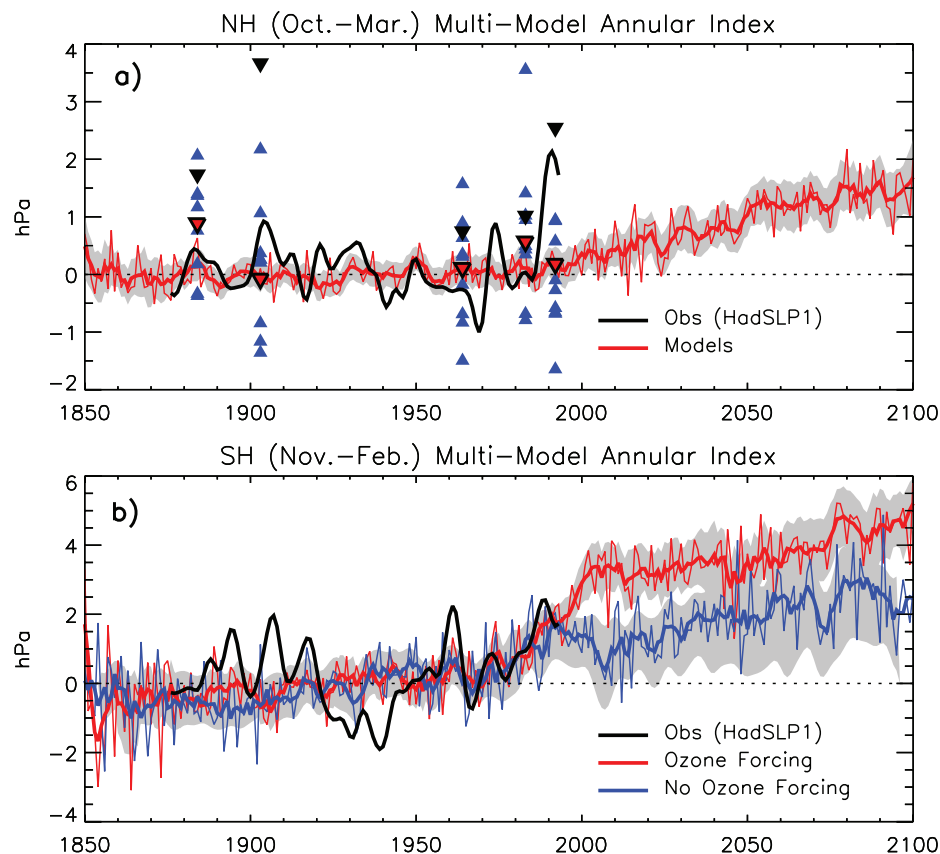 NH (Oct.−Mar.) Multi−Model Annular Index
4
a)
3
2
hPa
1
0
−1
Obs (HadSLP1)
Models
−2
1850 1900 1950 2000 2050 2100
SH (Nov.−Feb.) Multi−Model Annular Index
6
b)
4
2
hPa
0
Obs (HadSLP1)
−2
Ozone Forcing
No Ozone Forcing
−4
1850 1900 1950 2000 2050 2100